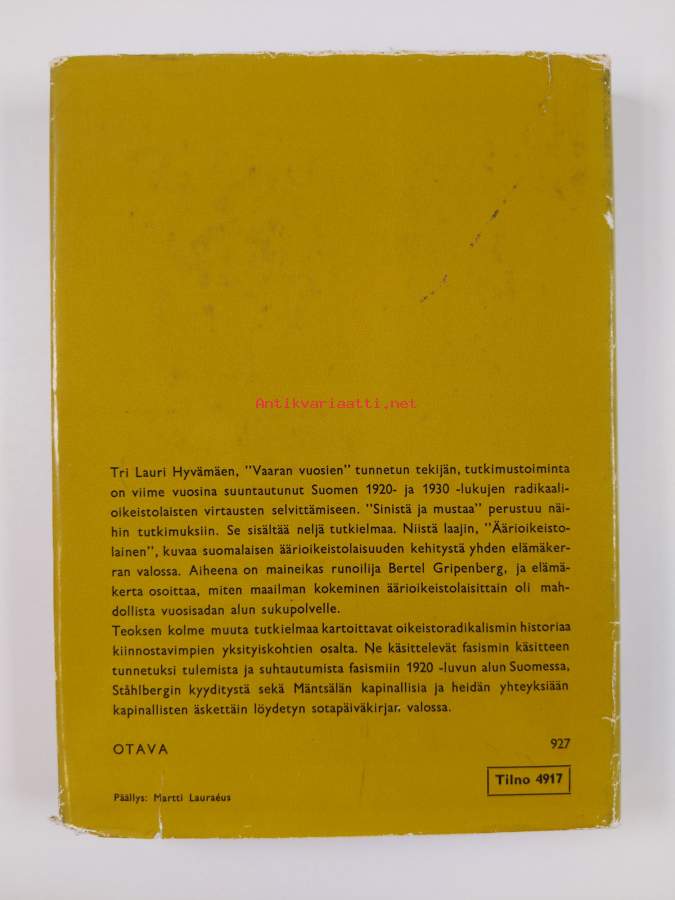 Antikvariaatti.net
Tri Lauri Hyvämäen, "Vaaran vuosien" tunnetun tekijän, tutkimustoiminta
on viime vuosina suuntautunut Suomen 1920- ja 1930 -lukujen radikaali-
oikeistolaisten virtausten selvittämiseen. "Sinistä ja mustaa" perustuu näi-
hin tutkimuksiin. Se sisältää neljä tutkielmaa. Niistä laajin, "Äärioikeisto-
lainen", kuvaa suomalaisen äärioikeistolaisuuden kehitystä yhden elämäker-
ran valossa. Aiheena on maineikas runoilija Bertel Gripenberg, ja elämä-
kerta osoittaa, miten maailman kokeminen äärioikeistolaisittain oli mah-
dollista vuosisadan alun sukupolvelle.
Teoksen kolme muuta tutkielmaa kartoittavat oikeistoradikalismin historiaa
kiinnostavimpien yksityiskohtien osalta. Ne käsittelevät fasismin käsitteen
tunnetuksi tulemista ja suhtautumista fasismiin 1920 -luvun alun Suomessa,
Ståhlbergin kyyditystä sekä Mäntsälän kapinallisia ja heidän yhteyksiään
kapinallisten äskettäin löydetyn sotapäiväkirjan valossa.
OTAVA 927
Tilno 4917
Päällys: Martti Lauraéus